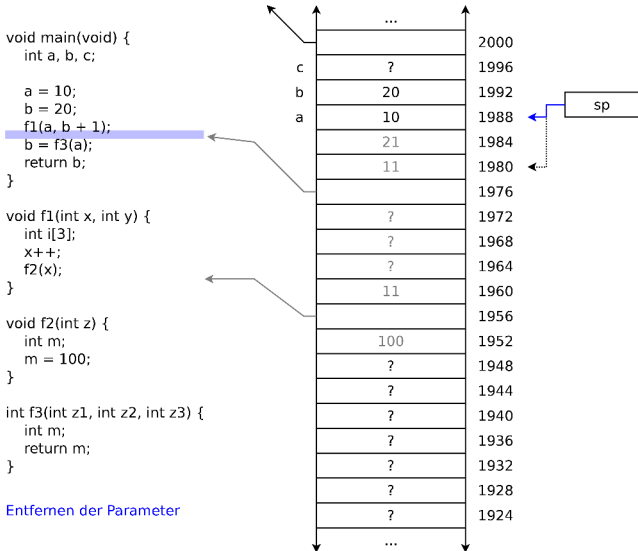 void main(void) {
int a, b, c;
a = 10;
b = 20;
f1(a, b + 1);
b = f3(a);
return b;
}
void f1(int x, int y) {
int i[3];
x++;
f2(x);
}
void f2(int z) {
int m;
m = 100;
}
int f3(int z1, int z2, int z3) {
int m;
return m;
}
Entfernen der Parameter
...
2000
c ? 1996
b 20 1992
a 10 1988
21 1984
11 1980
1976
? 1972
? 1968
? 1964
11 1960
1956
100 1952
? 1948
? 1944
? 1940
? 1936
? 1932
? 1928
? 1924
...
sp